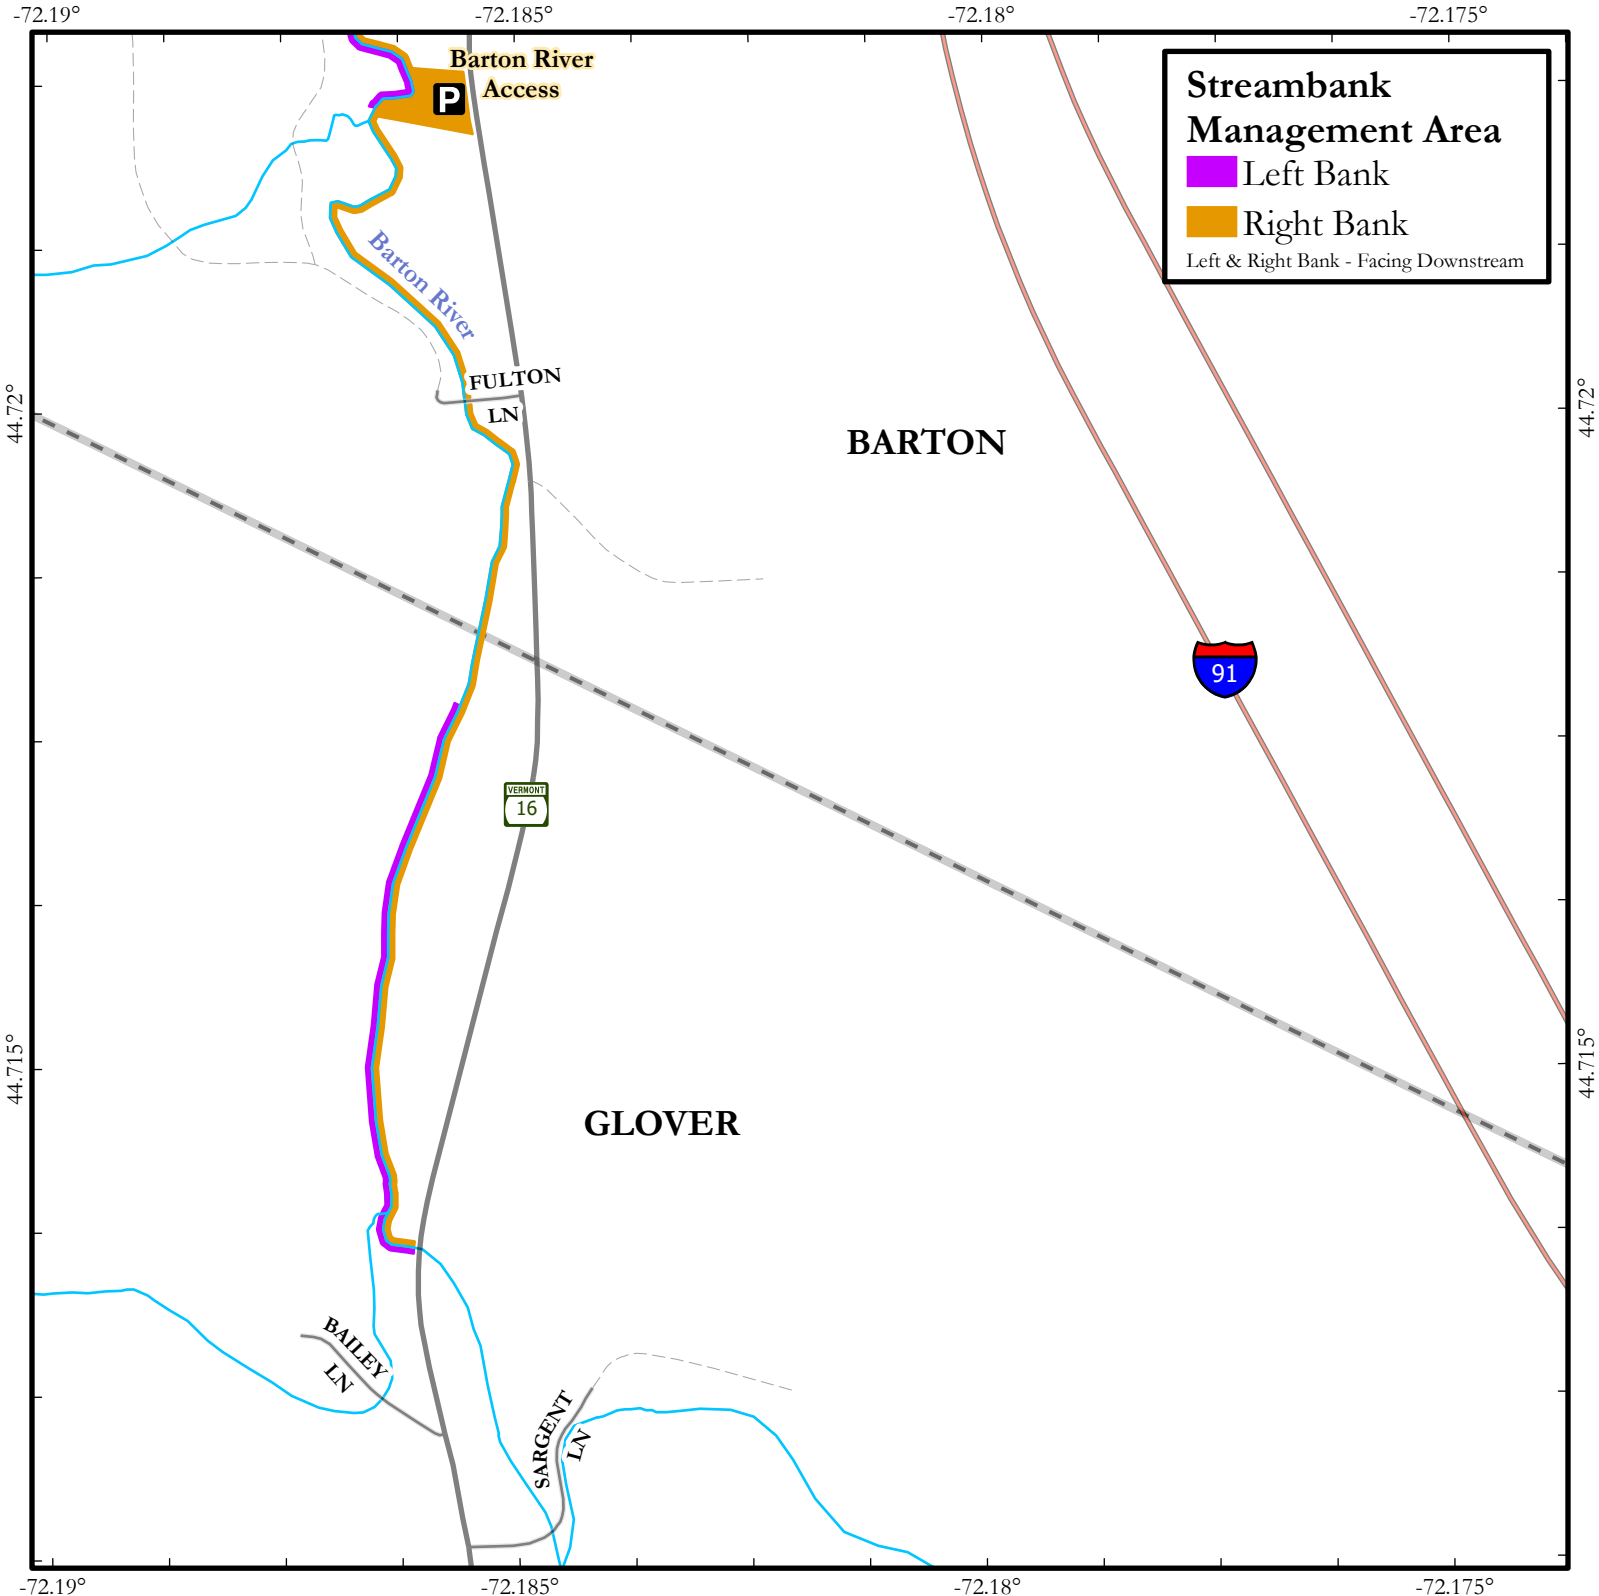 -72.19°
-72.185°
-72.18°
-72.175°
Barton River
Access
P
Streambank
Management Area
Left Bank
Right Bank
Left & Right Bank - Facing Downstream
Barton River
FULTON
LN
44.72°
44.72°
BARTON
91
VERMONT
16
44.715°
44.715°
GLOVER
BAILEY
LN
SARGENT
LN
-72.19°
-72.185°
-72.18°
-72.175°